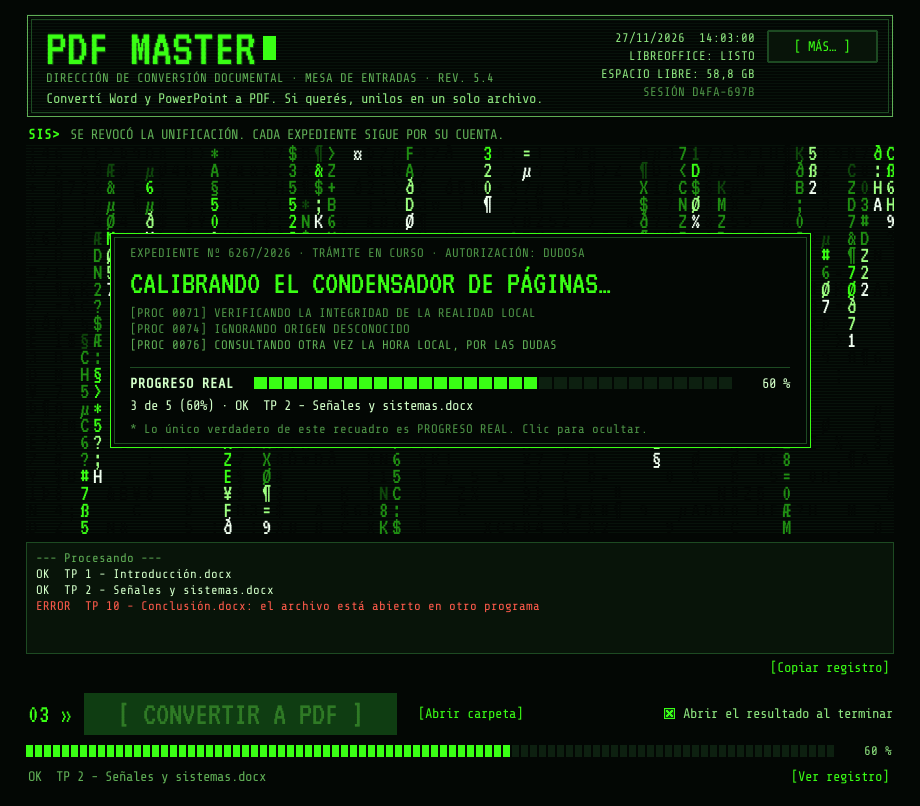 PDF MASTER
27/11/2026  14:03:00
[ MÁS… ]
LIBREOFFICE: LISTO
ESPACIO LIBRE: 58,8 GB
DIRECCIÓN DE CONVERSIÓN DOCUMENTAL · MESA DE ENTRADAS · REV. 5.4
SESIÓN D4FA-697B
Convertí Word y PowerPoint a PDF. Si querés, unilos en un solo archivo.
SIS> SE REVOCÓ LA UNIFICACIÓN. CADA EXPEDIENTE SIGUE POR SU CUENTA.
EXPEDIENTE Nº 6267/2026 · TRÁMITE EN CURSO · AUTORIZACIÓN: DUDOSA
CALIBRANDO EL CONDENSADOR DE PÁGINAS…
[PROC 0071] VERIFICANDO LA INTEGRIDAD DE LA REALIDAD LOCAL
[PROC 0074] IGNORANDO ORIGEN DESCONOCIDO
[PROC 0076] CONSULTANDO OTRA VEZ LA HORA LOCAL, POR LAS DUDAS
PROGRESO REAL 60 %
3 de 5 (60%) · OK  TP 2 - Señales y sistemas.docx
* Lo único verdadero de este recuadro es PROGRESO REAL. Clic para ocultar.
--- Procesando ---
OK  TP 1 - Introducción.docx
OK  TP 2 - Señales y sistemas.docx
ERROR  TP 10 - Conclusión.docx: el archivo está abierto en otro programa
[Copiar registro]
03 » [ CONVERTIR A PDF ] [Abrir carpeta] Abrir el resultado al terminar
60 %
OK  TP 2 - Señales y sistemas.docx [Ver registro]